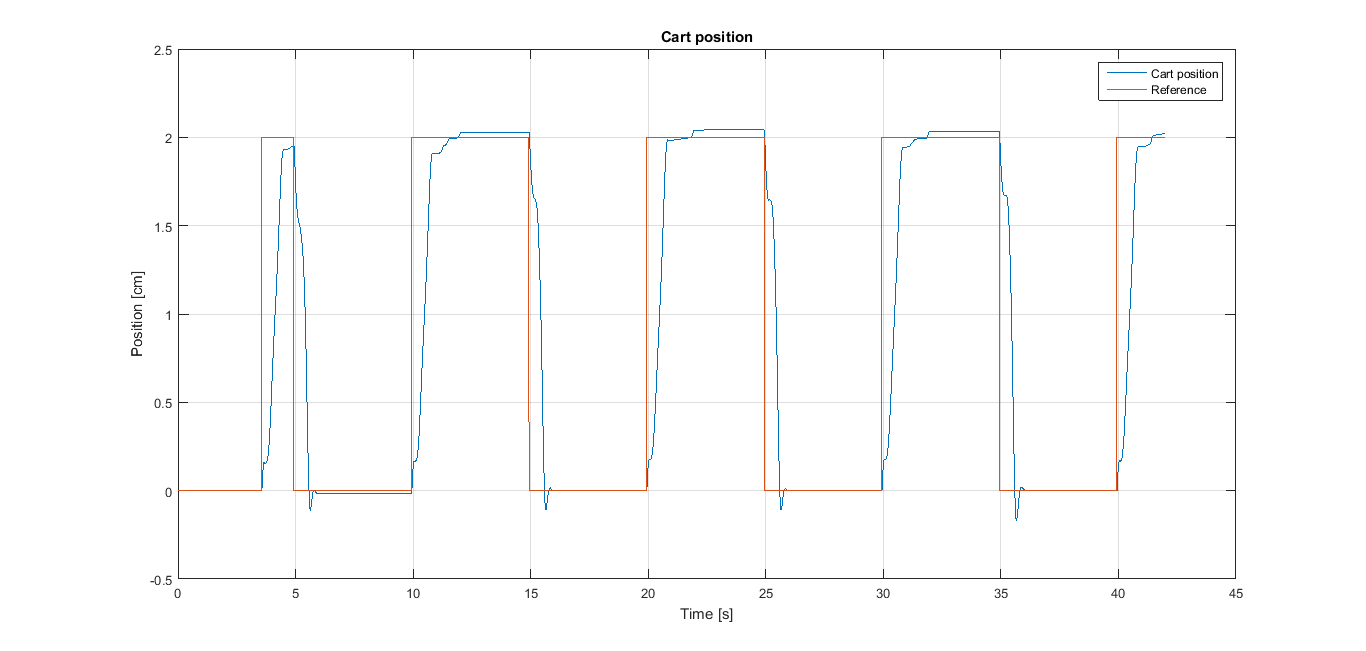 Cart position
Cart position
Reference
2.5
2
1.5
1
0.5
0
-0.5
Position [cm]
0 5 10 15 20 25 30 35 40 45
Time [s]